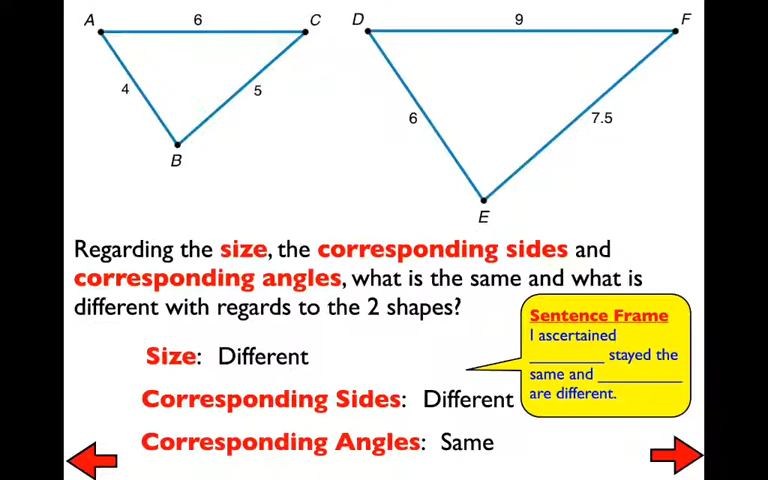 A 6 C D 9 F
4 5 6 7.5
B
E
Regarding the size, the corresponding sides and
corresponding angles, what is the same and what is
different with regards to the 2 shapes?
Sentence Frame
I ascertained
__________ stayed the
same and ___________
are different.
Size: Different
Corresponding Sides: Different
Corresponding Angles: Same